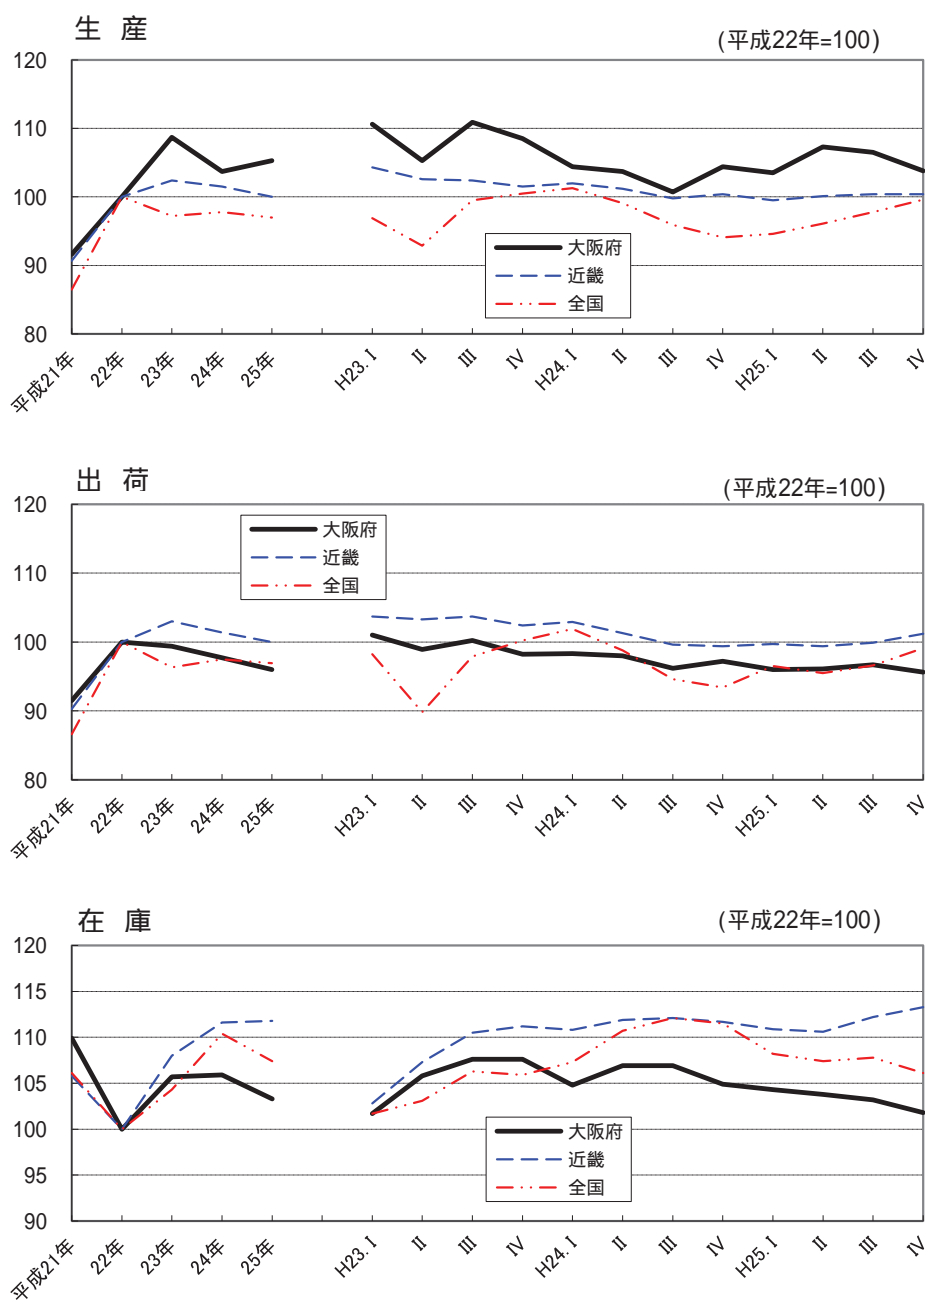 生 産
(平成22年=100)
120
110
100
90
80
大阪府
近畿
全国
平成21年 22年 23年 24年 25年 H23. I II III IV H24. I II III IV H25. I II III IV
出 荷
(平成22年=100)
120
110
100
90
80
大阪府
近畿
全国
平成21年 22年 23年 24年 25年 H23. I II III IV H24. I II III IV H25. I II III IV
在 庫
(平成22年=100)
120
115
110
105
100
95
90
大阪府
近畿
全国
平成21年 22年 23年 24年 25年 H23. I II III IV H24. I II III IV H25. I II III IV